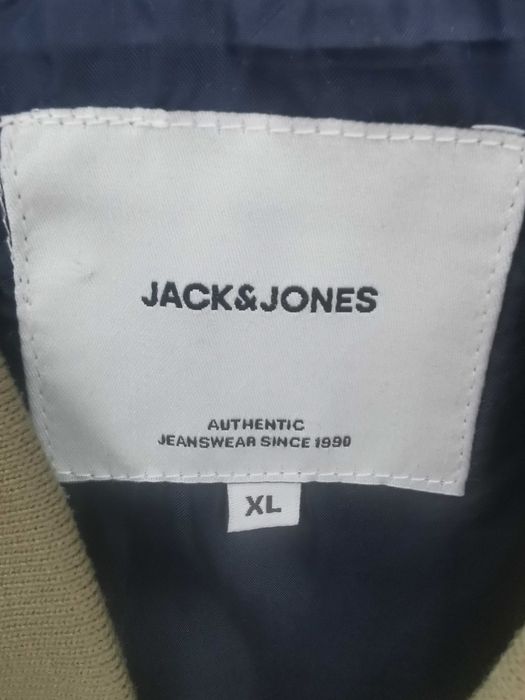 JACK&JONES
AUTHENTIC
JEANSWEAR SINCE 1990
XL